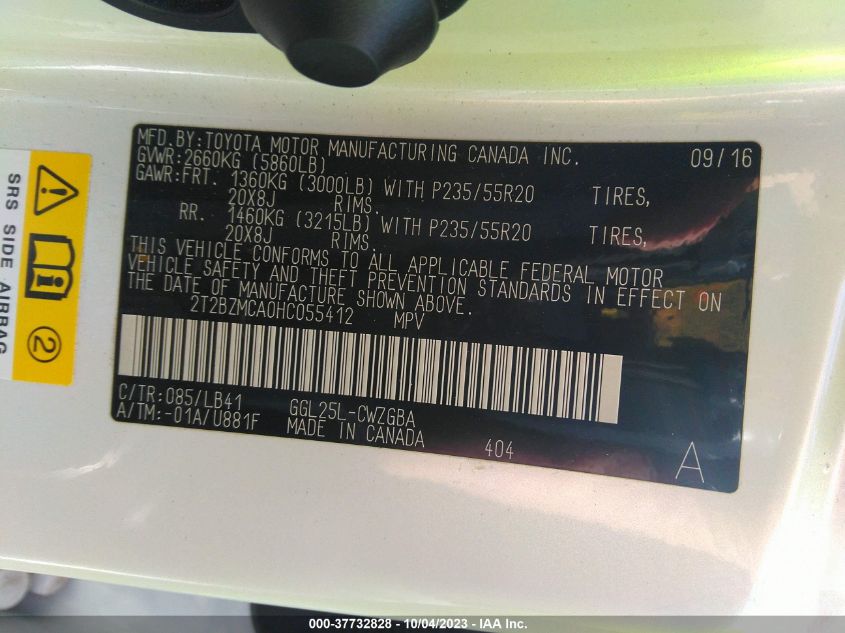 MFD.BY:TOYOTA MOTOR MANUFACTURING CANADA INC. 09/16
GVWR:2660KG (5860LB)
GAWR:FRT. 1360KG (3000LB) WITH P235/55R20 TIRES,
20X8J RIMS.
RR. 1460KG (3215LB) WITH P235/55R20 TIRES,
20X8J RIMS.
THIS VEHICLE CONFORMS TO ALL APPLICABLE FEDERAL MOTOR
VEHICLE SAFETY AND THEFT PREVENTION STANDARDS IN EFFECT ON
THE DATE OF MANUFACTURE SHOWN ABOVE.
2T2BZMCA0HC055412 MPV
C/TR:085/LB41 GGL25L-CWZGBA
A/TM:-01A/U881F MADE IN CANADA 404 A
SRS SIDE AIRBAG
2
000-37732828 - 10/04/2023 - IAA Inc.